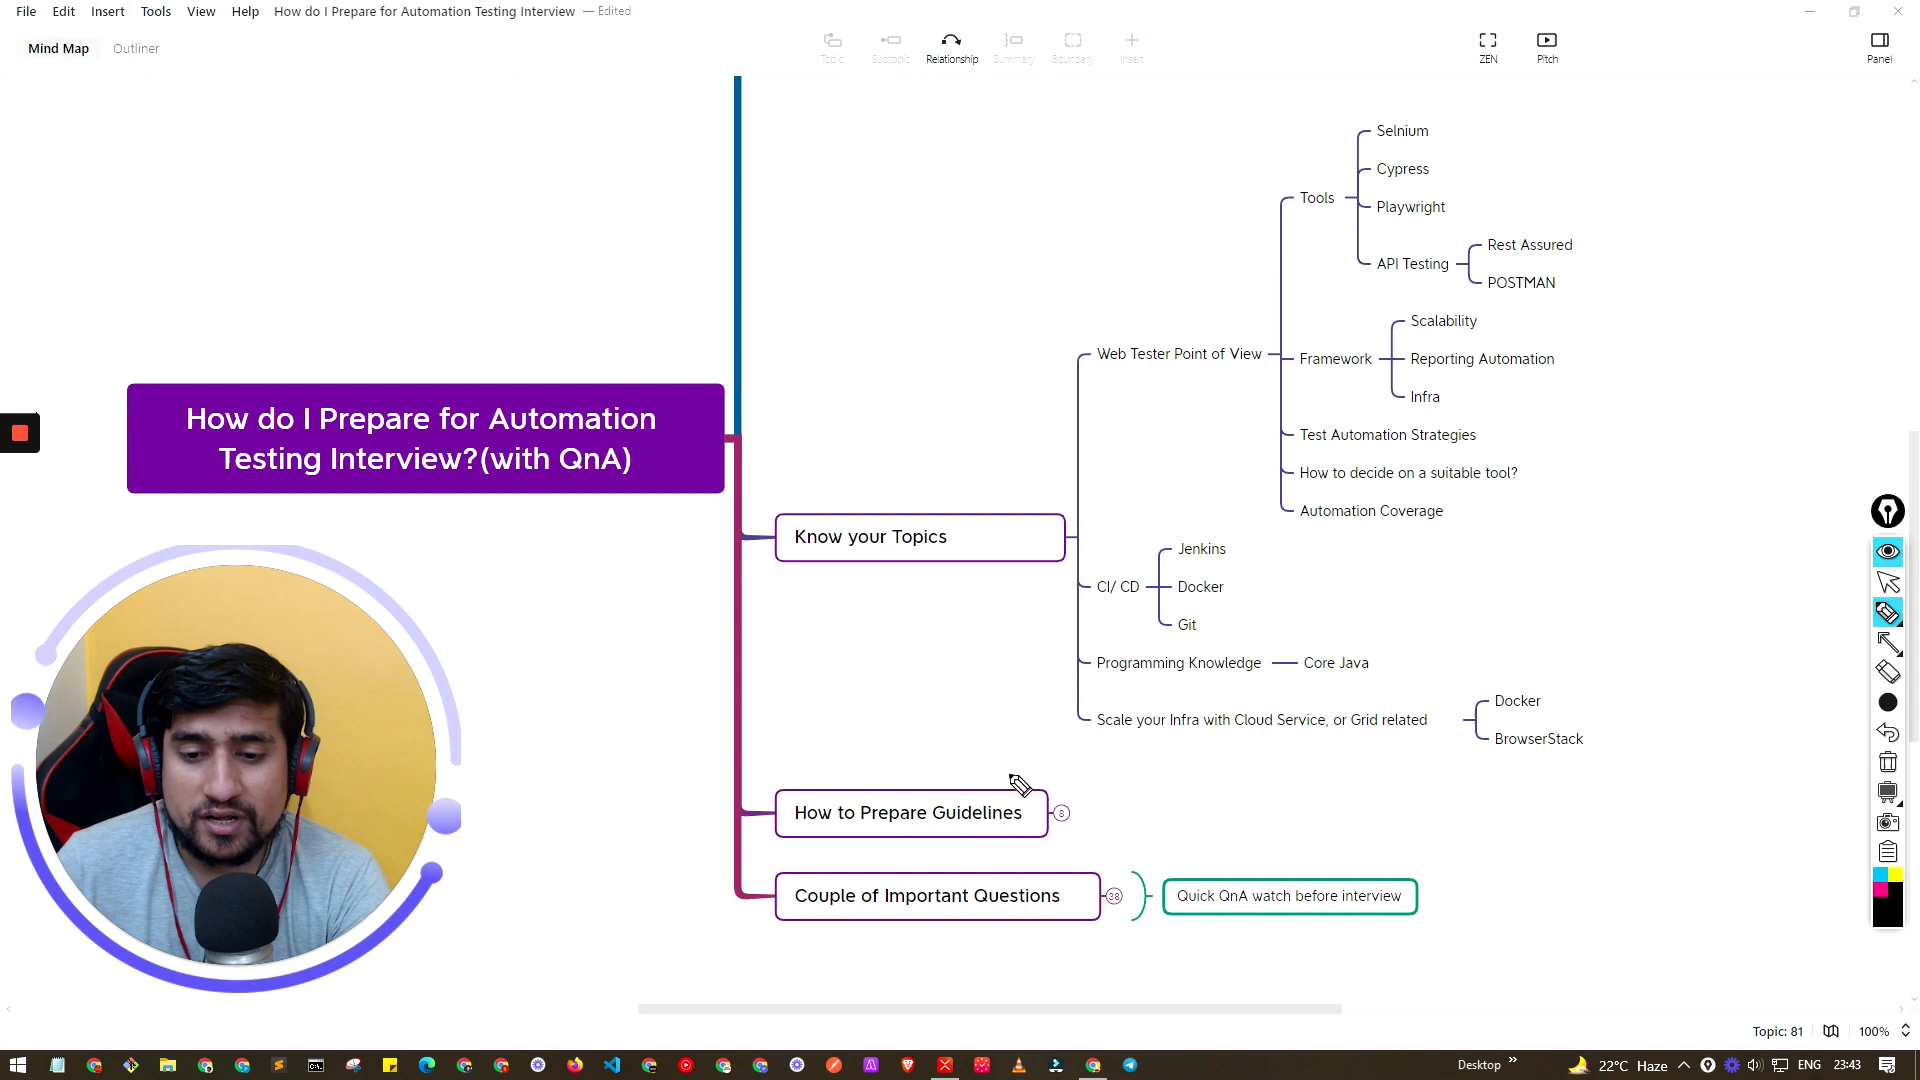 File Edit Insert Tools View Help How do I Prepare for Automation Testing Interview — Edited
Mind Map Outliner
Topic Subtopic Relationship Summary Boundary Insert ZEN Pitch Panel
Selnium
Cypress
Tools
Playwright
Rest Assured
API Testing
POSTMAN
Scalability
Web Tester Point of View
Framework
Reporting Automation
Infra
How do I Prepare for Automation
Testing Interview?(with QnA)
Test Automation Strategies
How to decide on a suitable tool?
Automation Coverage
Know your Topics
Jenkins
CI/ CD
Docker
Git
Programming Knowledge
Core Java
Docker
Scale your Infra with Cloud Service, or Grid related
BrowserStack
How to Prepare Guidelines
8
Couple of Important Questions
38
Quick QnA watch before interview
Topic: 81 100%
Desktop 22°C Haze ENG 23:43